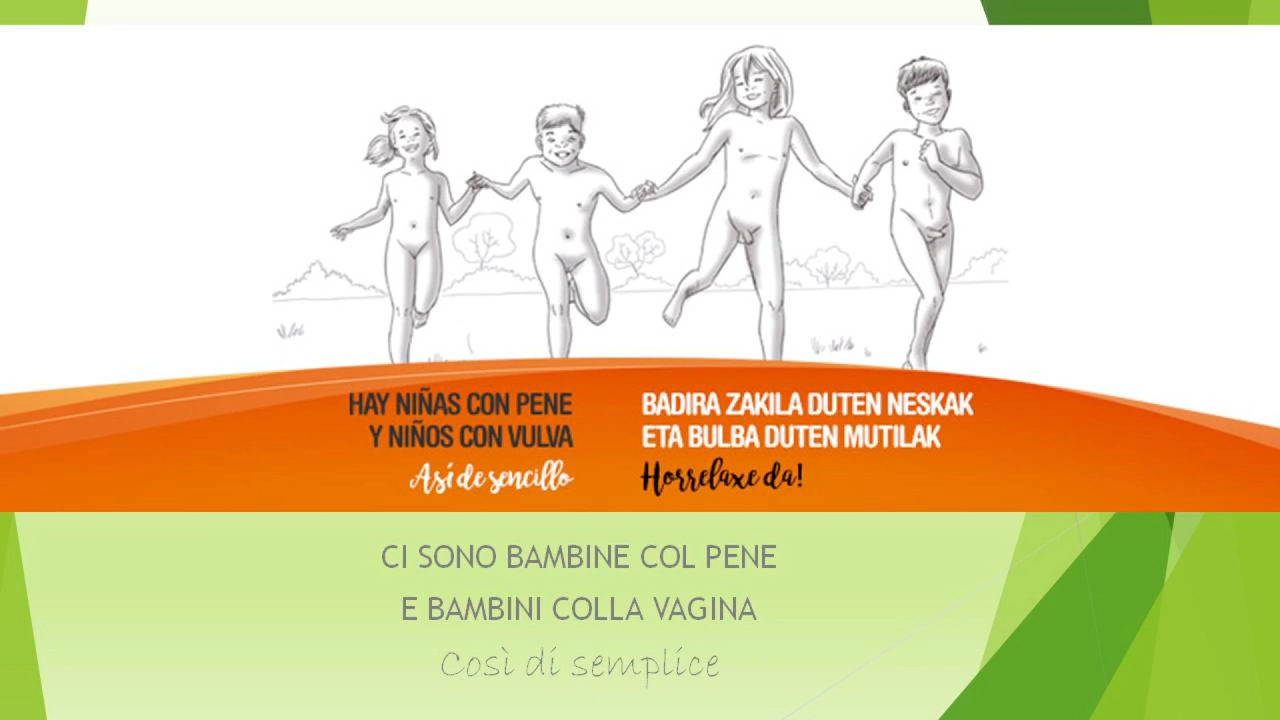 HAY NIÑAS CON PENE
Y NIÑOS CON VULVA
Así de sencillo
BADIRA ZAKILA DUTEN NESKAK
ETA BULBA DUTEN MUTILAK
Horrelaxe da!
CI SONO BAMBINE COL PENE
E BAMBINI COLLA VAGINA
Così di semplice